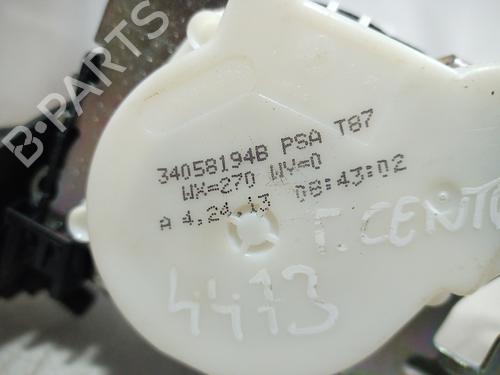 B-PARTS
34058194B PSA T87
WX=270 WY=0
A 4.24.13 08:43:02
T. CENTO
4413